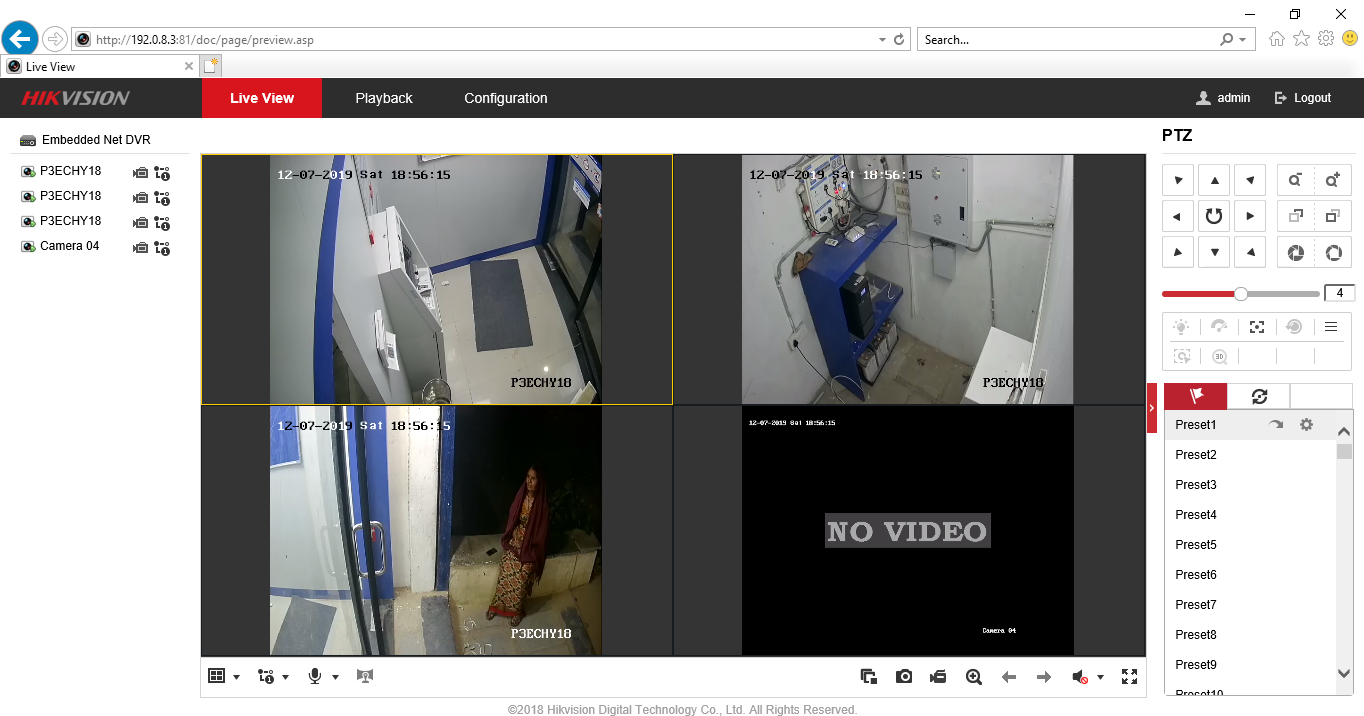 http://192.0.8.3:81/doc/page/preview.asp
Search...
Live View
HIKVISION
Live View
Playback
Configuration
admin
Logout
Embedded Net DVR
P3ECHY18
P3ECHY18
P3ECHY18
Camera 04
12-07-2019 Sat 18:56:15
P3ECHY18
12-07-2019 Sat 18:56:15
P3ECHY18
12-07-2019 Sat 18:56:15
P3ECHY18
12-07-2019 Sat 18:56:15
NO VIDEO
Camera 04
PTZ
4
3D
Preset1
Preset2
Preset3
Preset4
Preset5
Preset6
Preset7
Preset8
Preset9
Preset10
©2018 Hikvision Digital Technology Co., Ltd. All Rights Reserved.